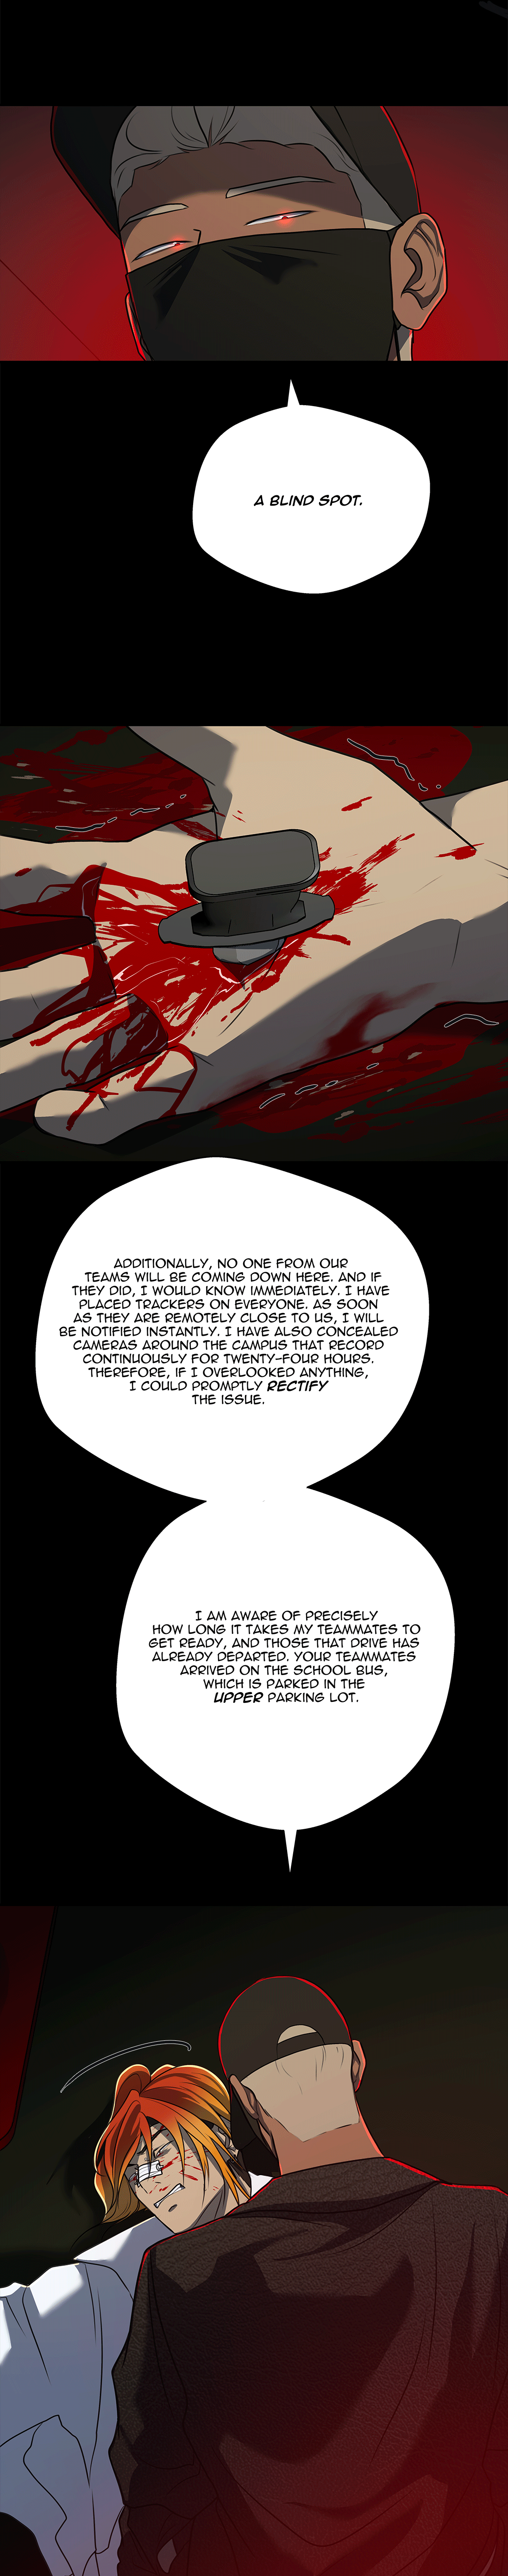 A BLIND SPOT.
ADDITIONALLY, NO ONE FROM OUR
TEAMS WILL BE COMING DOWN HERE. AND IF
THEY DID, I WOULD KNOW IMMEDIATELY. I HAVE
PLACED TRACKERS ON EVERYONE. AS SOON
AS THEY ARE REMOTELY CLOSE TO US, I WILL
BE NOTIFIED INSTANTLY. I HAVE ALSO CONCEALED
CAMERAS AROUND THE CAMPUS THAT RECORD
CONTINUOUSLY FOR TWENTY-FOUR HOURS.
THEREFORE, IF I OVERLOOKED ANYTHING,
I COULD PROMPTLY RECTIFY
THE ISSUE.
I AM AWARE OF PRECISELY
HOW LONG IT TAKES MY TEAMMATES TO
GET READY, AND THOSE THAT DRIVE HAS
ALREADY DEPARTED. YOUR TEAMMATES
ARRIVED ON THE SCHOOL BUS,
WHICH IS PARKED IN THE
UPPER PARKING LOT.